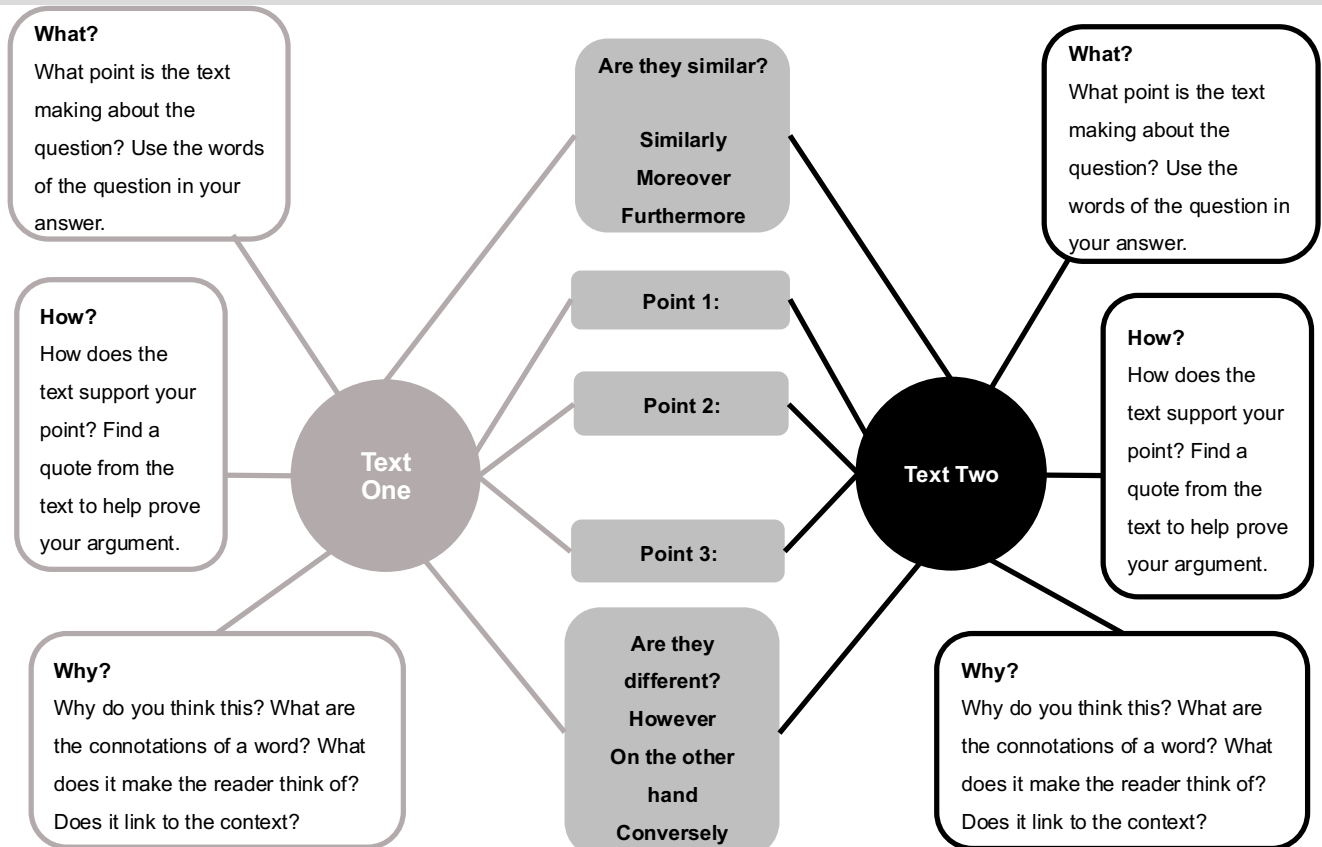 What?
What point is the text
making about the
question? Use the words
of the question in your
answer.
How?
How does the
text support your
point? Find a
quote from the
text to help prove
your argument.
Why?
Why do you think this? What are
the connotations of a word? What
does it make the reader think of?
Does it link to the context?
Text
One
Are they similar?
Similarly
Moreover
Furthermore
Point 1:
Point 2:
Point 3:
Are they
different?
However
On the other
hand
Conversely
Text Two
What?
What point is the text
making about the
question? Use the
words of the question in
your answer.
How?
How does the
text support your
point? Find a
quote from the
text to help prove
your argument.
Why?
Why do you think this? What are
the connotations of a word? What
does it make the reader think of?
Does it link to the context?